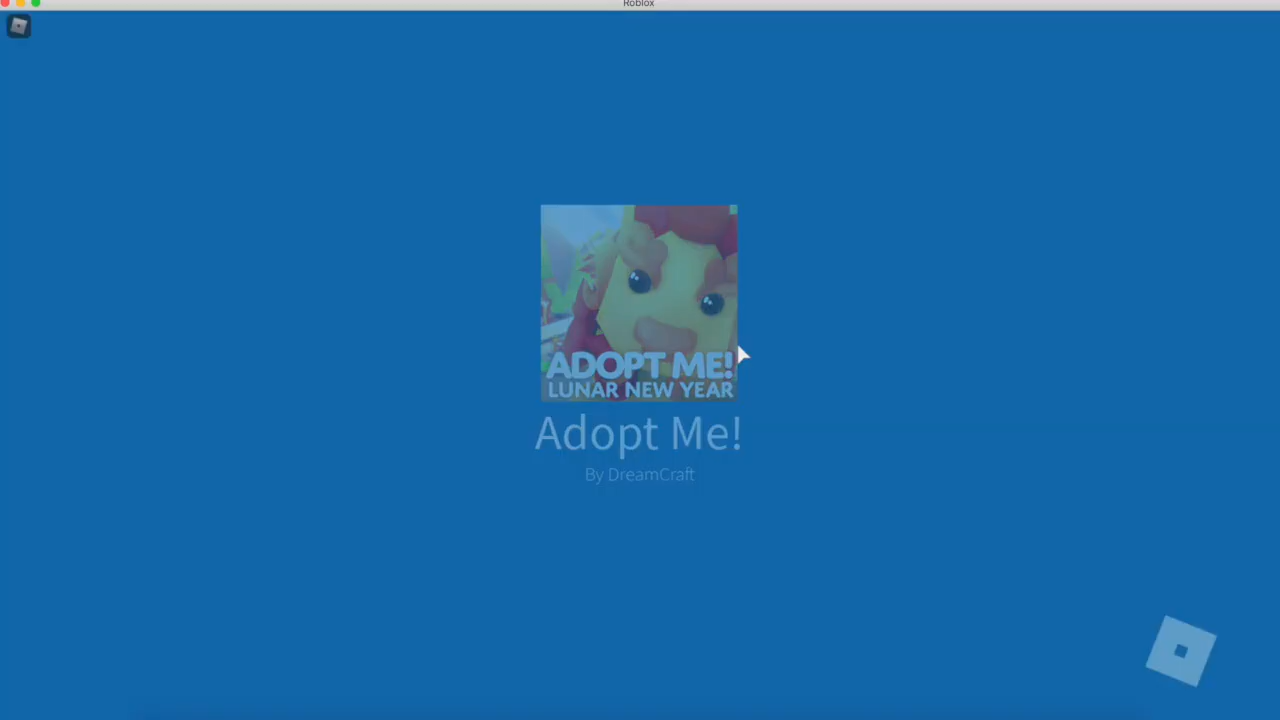 Roblox
ADOPT ME!
LUNAR NEW YEAR
Adopt Me!
By DreamCraft